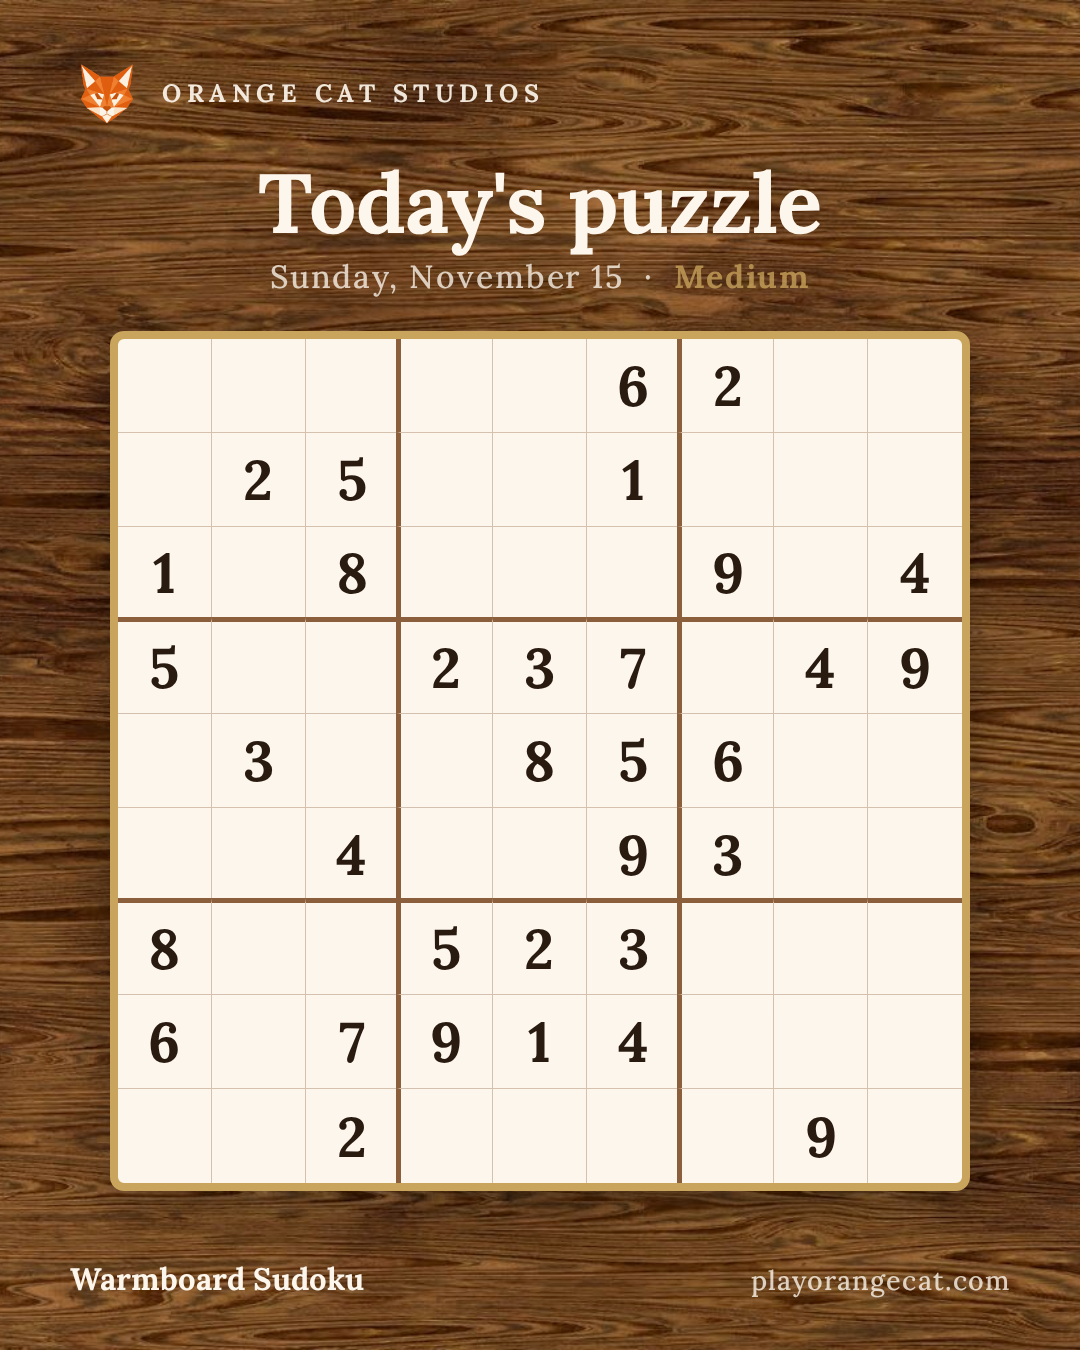 ORANGE CAT STUDIOS
Today's puzzle
Sunday, November 15 · Medium
6 2
2 5 1
1 8 9 4
5 2 3 7 4 9
3 8 5 6
4 9 3
8 5 2 3
6 7 9 1 4
2 9
Warmboard Sudoku
playorangecat.com